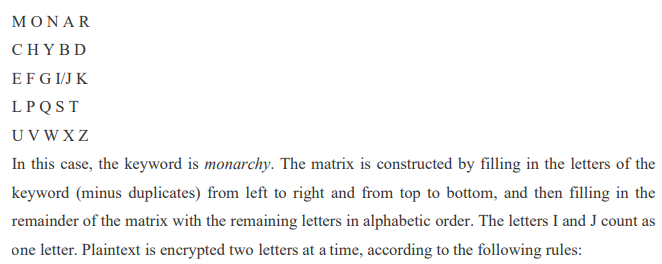 M O N A R
C H Y B D
E F G I/J K
L P Q S T
U V W X Z
In this case, the keyword is monarchy. The matrix is constructed by filling in the letters of the
keyword (minus duplicates) from left to right and from top to bottom, and then filling in the
remainder of the matrix with the remaining letters in alphabetic order. The letters I and J count as
one letter. Plaintext is encrypted two letters at a time, according to the following rules: